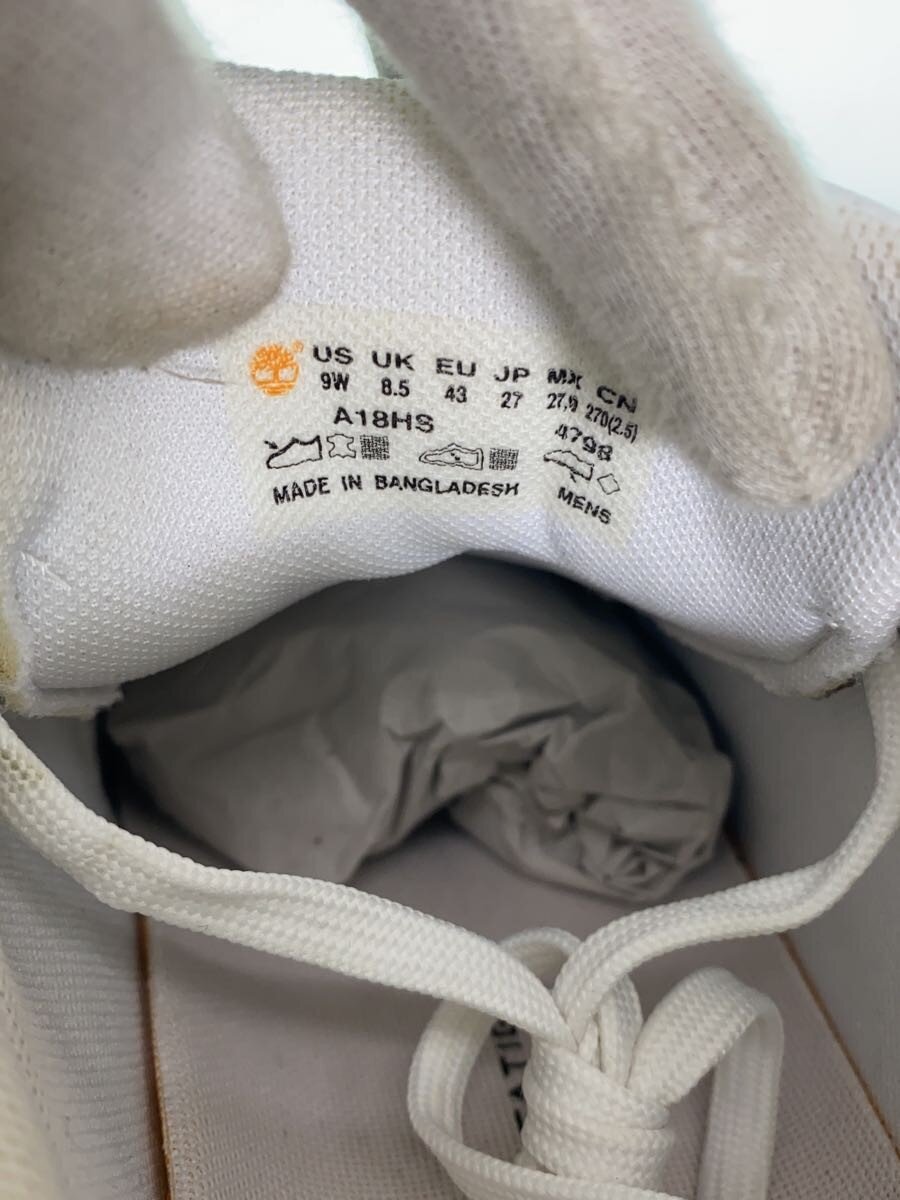 US UK EU JP MX CN
9W 8.5 43 27 27,0 270(2.5)
A18HS 4798
MADE IN BANGLADESH MENS